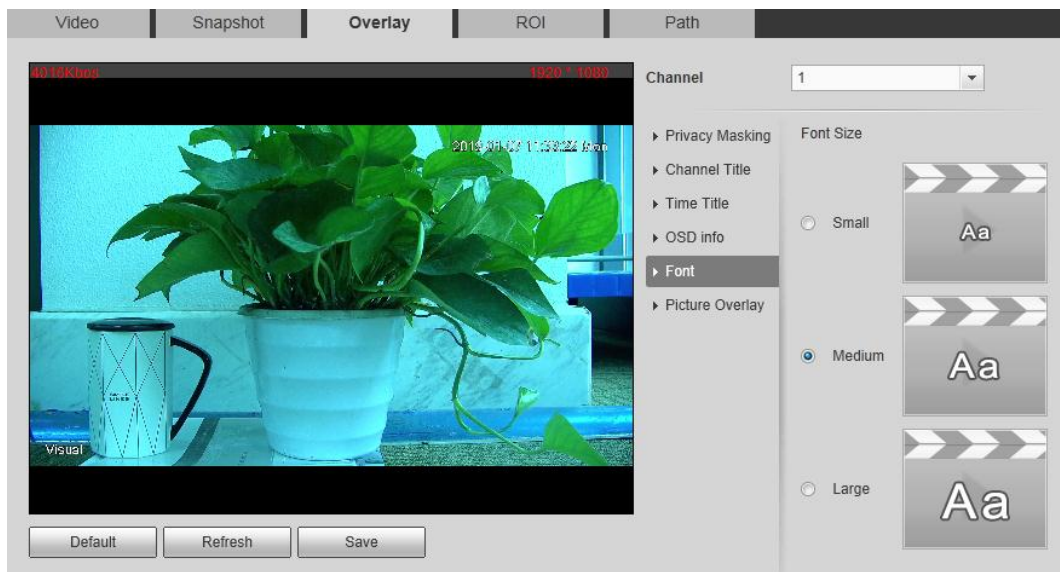 Video Snapshot Overlay ROI Path
4016Kbps 1920 * 1080
Channel 1
Privacy Masking
Channel Title
Time Title
OSD info
Font
Picture Overlay
Font Size
Small Aa
Medium Aa
Large Aa
Visual
Default Refresh Save